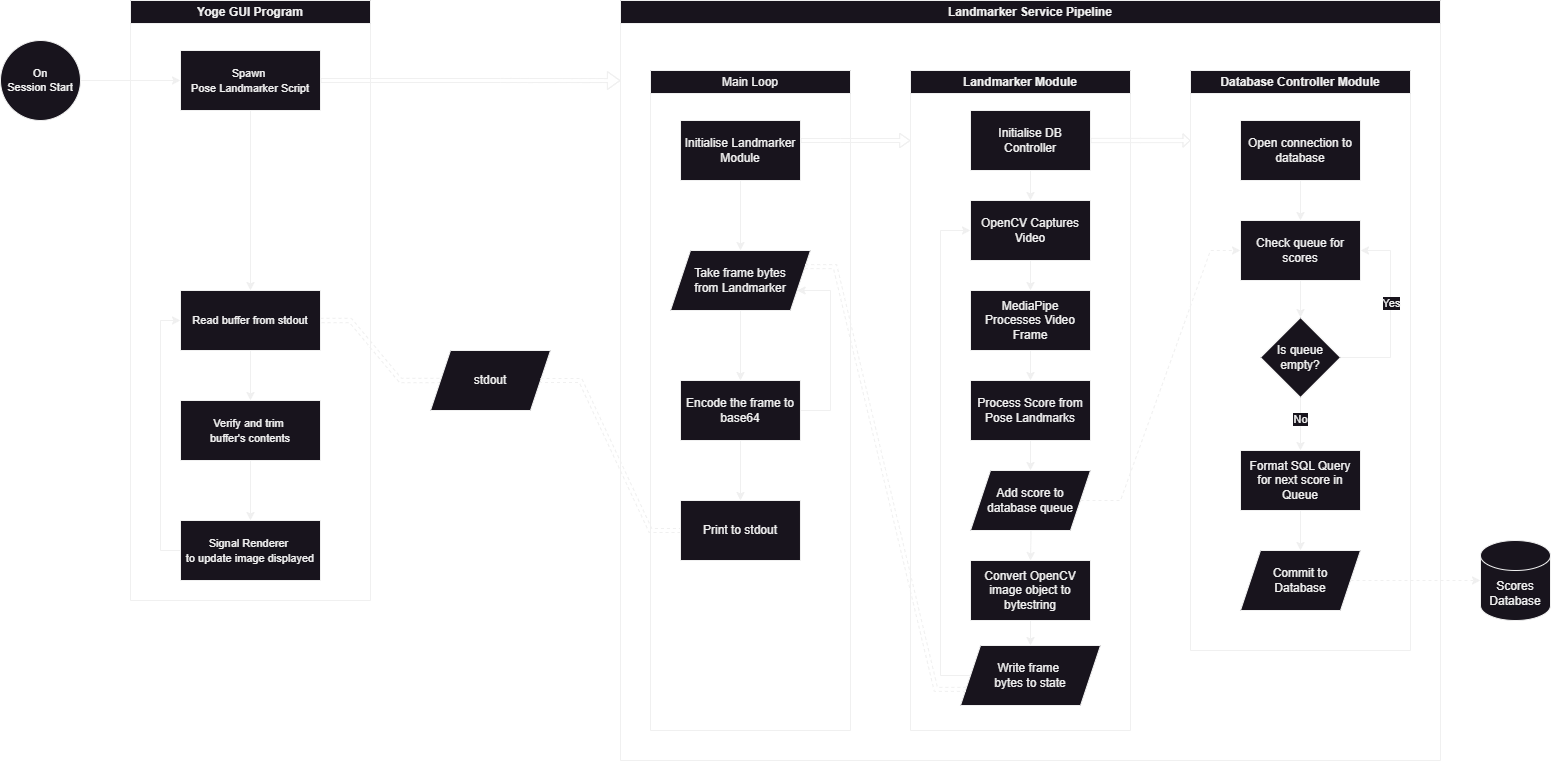 Yoge GUI Program
Landmarker Service Pipeline
On
Session Start
Spawn
Pose Landmarker Script
Read buffer from stdout
Verify and trim
buffer's contents
Signal Renderer
to update image displayed
stdout
Main Loop
Initialise Landmarker
Module
Take frame bytes
from Landmarker
Encode the frame to
base64
Print to stdout
Landmarker Module
Initialise DB
Controller
OpenCV Captures
Video
MediaPipe
Processes Video
Frame
Process Score from
Pose Landmarks
Add score to
database queue
Convert OpenCV
image object to
bytestring
Write frame
bytes to state
Database Controller Module
Open connection to
database
Check queue for
scores
Yes
Is queue
empty?
No
Format SQL Query
for next score in
Queue
Commit to
Database
Scores
Database